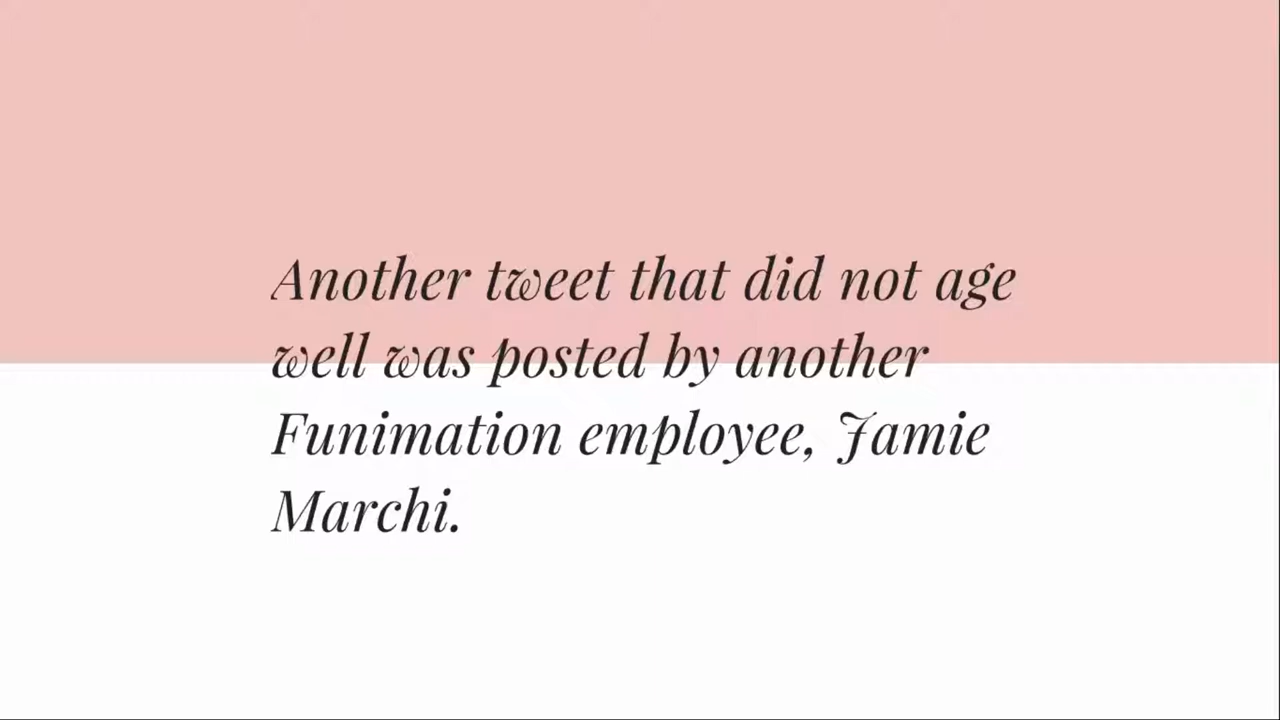 Another tweet that did not age
well was posted by another
Funimation employee, Jamie
Marchi.